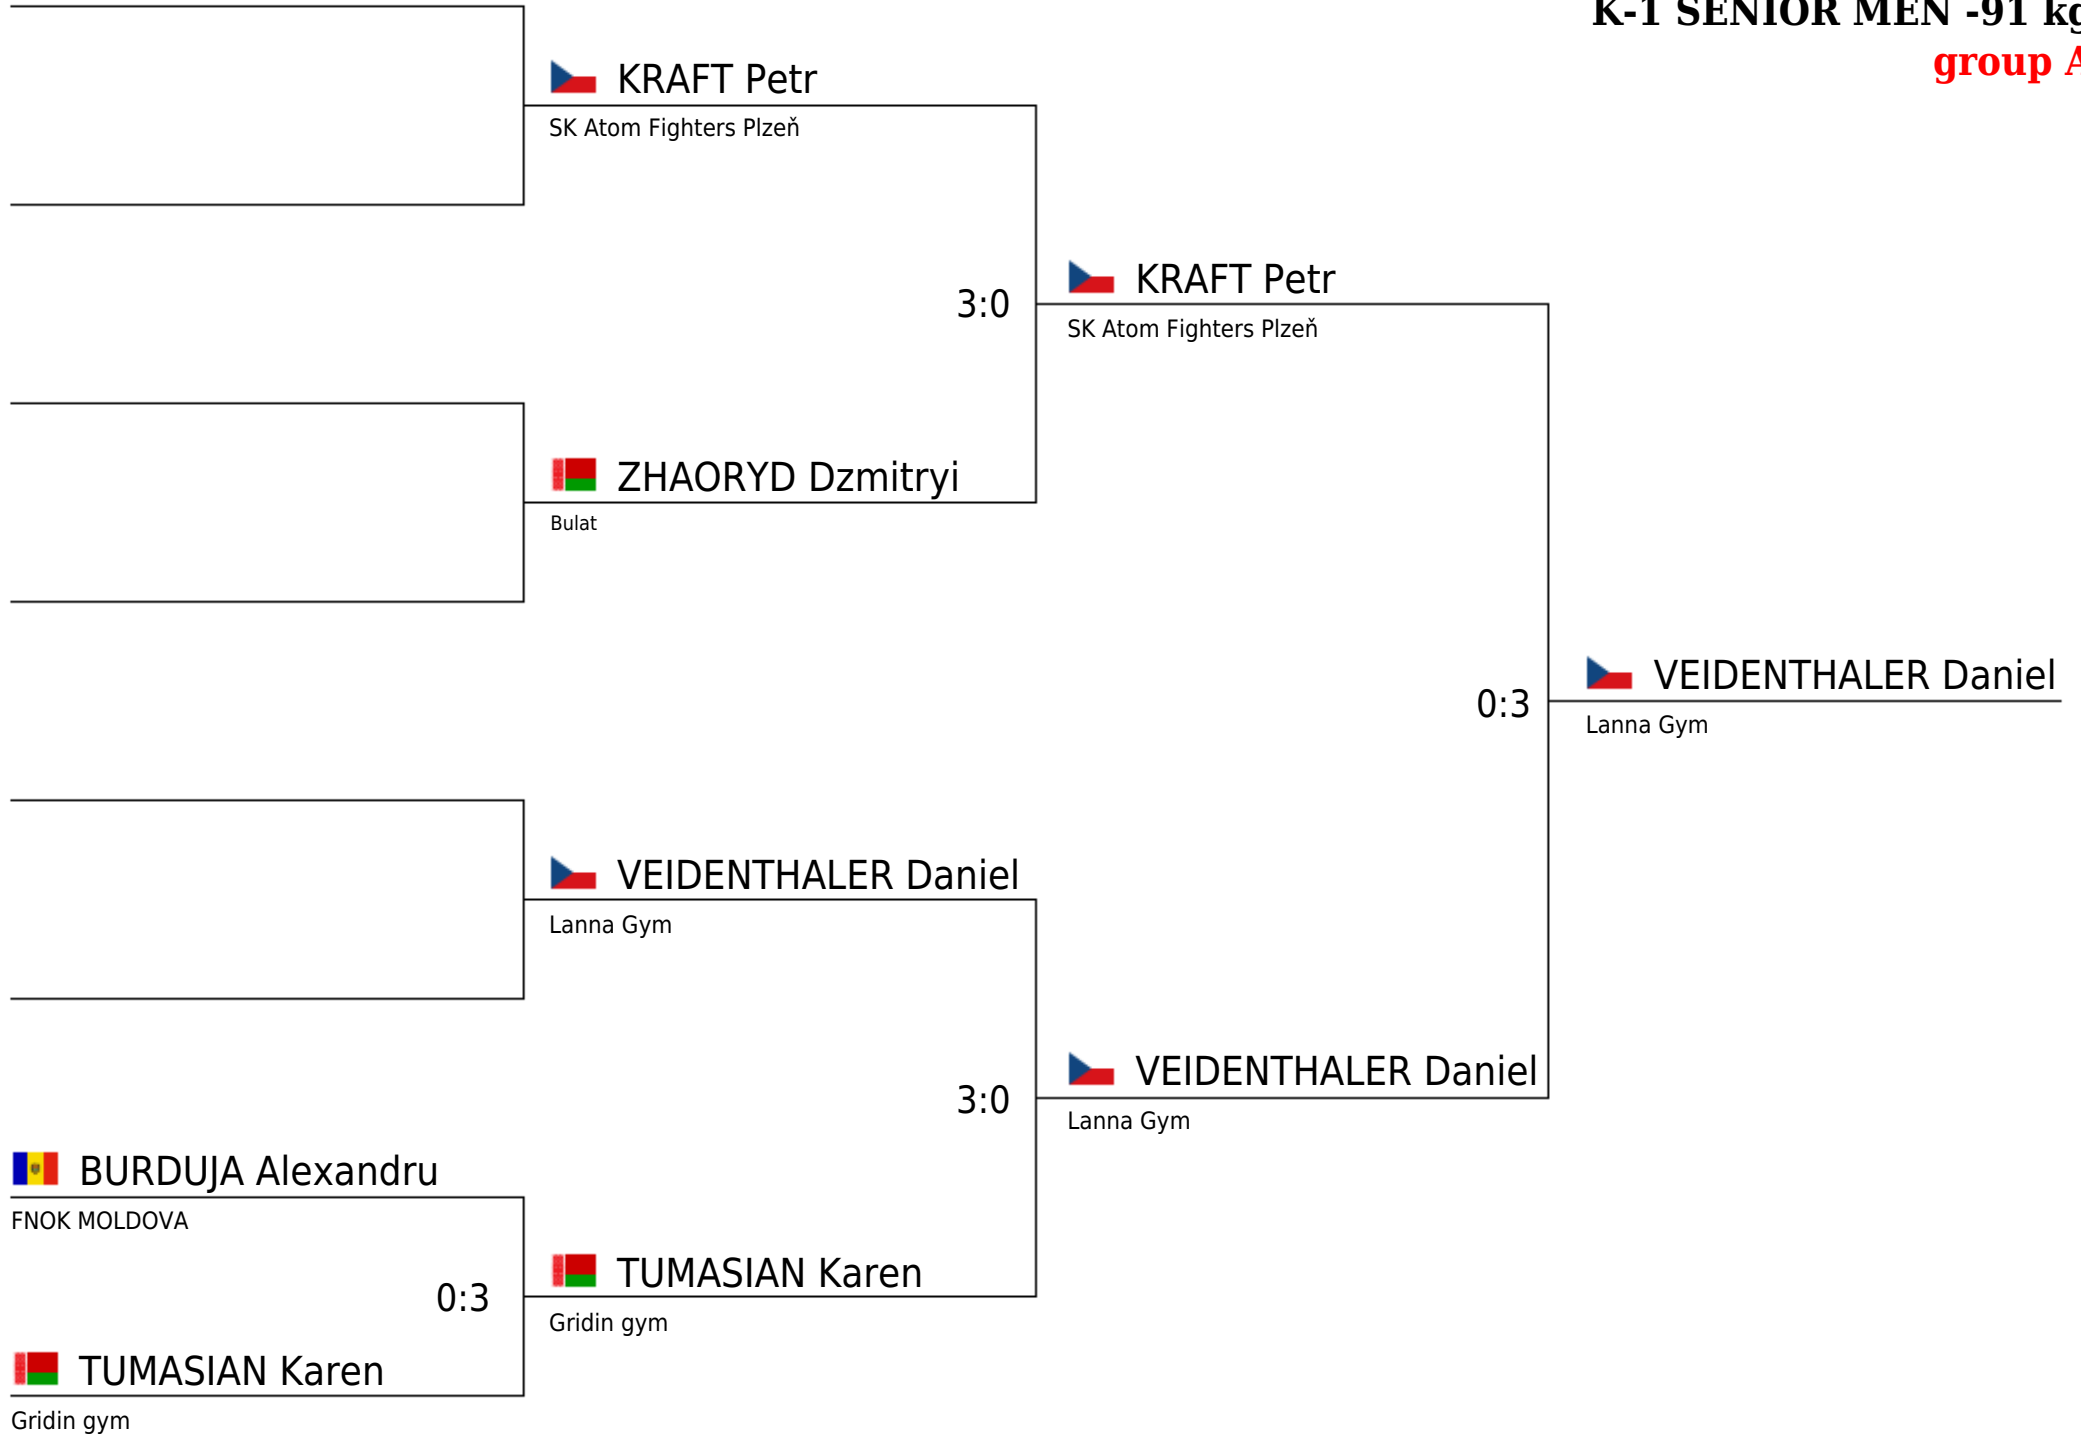 K-1 SENIOR MEN -91 kg
group A
KRAFT Petr
SK Atom Fighters Plzeň
3:0
KRAFT Petr
SK Atom Fighters Plzeň
ZHAORYD Dzmitryi
Bulat
0:3
VEIDENTHALER Daniel
Lanna Gym
VEIDENTHALER Daniel
Lanna Gym
3:0
VEIDENTHALER Daniel
Lanna Gym
BURDUJA Alexandru
FNOK MOLDOVA
0:3
TUMASIAN Karen
Gridin gym
TUMASIAN Karen
Gridin gym